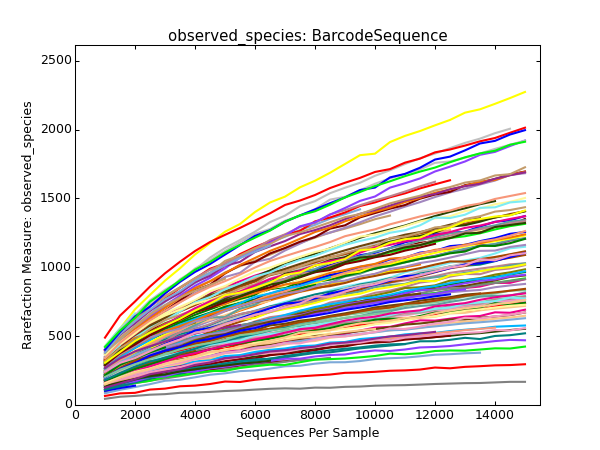 observed_species: BarcodeSequence
2500
2000
1500
1000
500
0
Rarefaction Measure: observed_species
0 2000 4000 6000 8000 10000 12000 14000
Sequences Per Sample